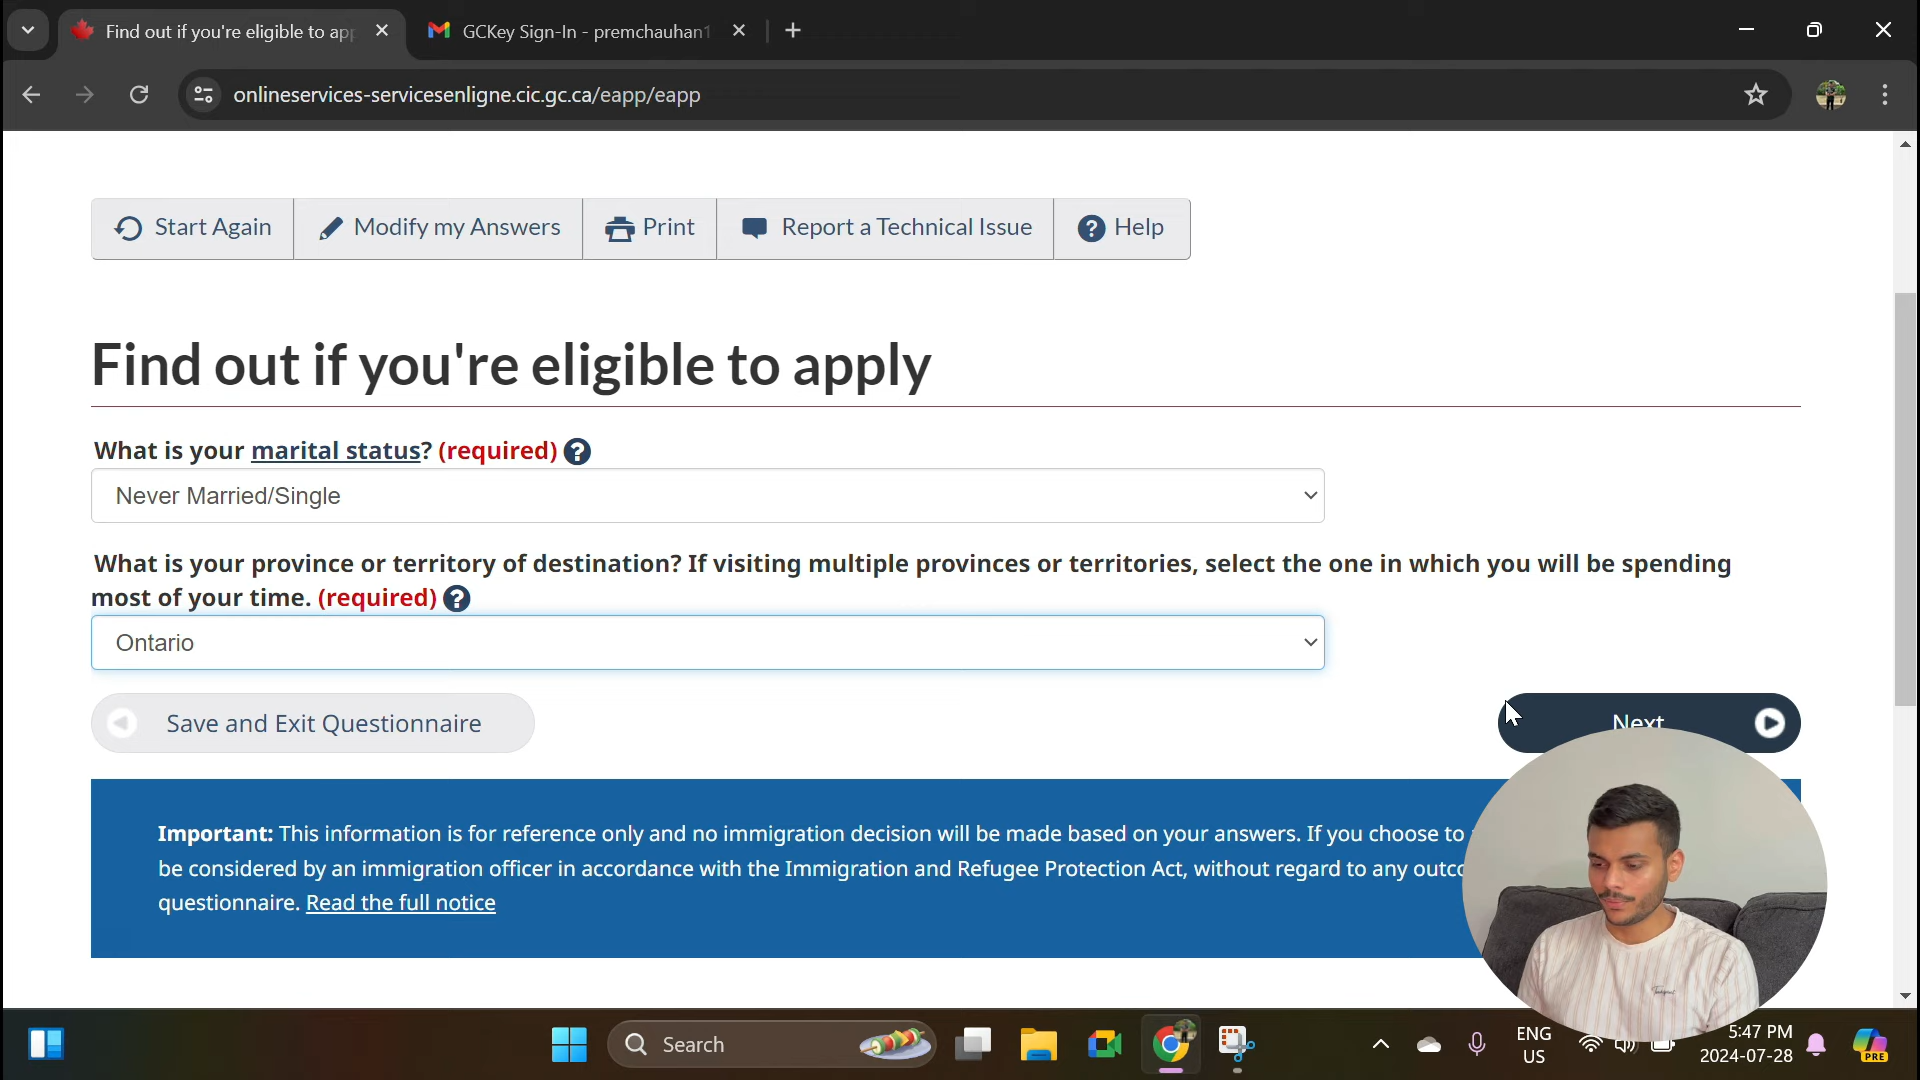 Find out if you're eligible to ap
GCKey Sign-In - premchauhan1
onlineservices-servicesenligne.cic.gc.ca/eapp/eapp
Start Again
Modify my Answers
Print
Report a Technical Issue
Help
Find out if you're eligible to apply
What is your marital status? (required)
Never Married/Single
What is your province or territory of destination? If visiting multiple provinces or territories, select the one in which you will be spending
most of your time. (required)
Ontario
Save and Exit Questionnaire
Next
Important: This information is for reference only and no immigration decision will be made based on your answers. If you choose to
be considered by an immigration officer in accordance with the Immigration and Refugee Protection Act, without regard to any outco
questionnaire. Read the full notice
Search
ENG
US
5:47 PM
2024-07-28
PRE